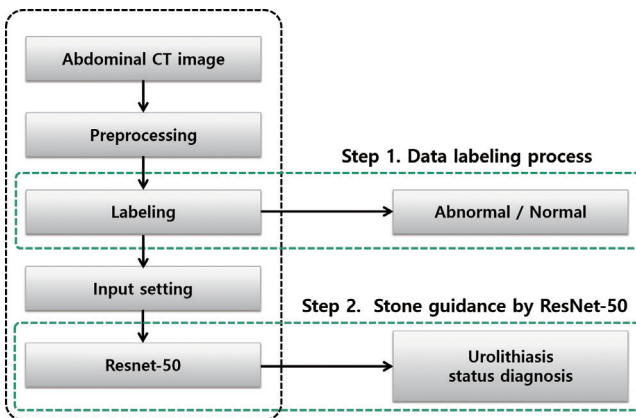 Abdominal CT image
Preprocessing
Step 1. Data labeling process
Labeling
Abnormal / Normal
Input setting
Step 2. Stone guidance by ResNet-50
Resnet-50
Urolithiasis
status diagnosis